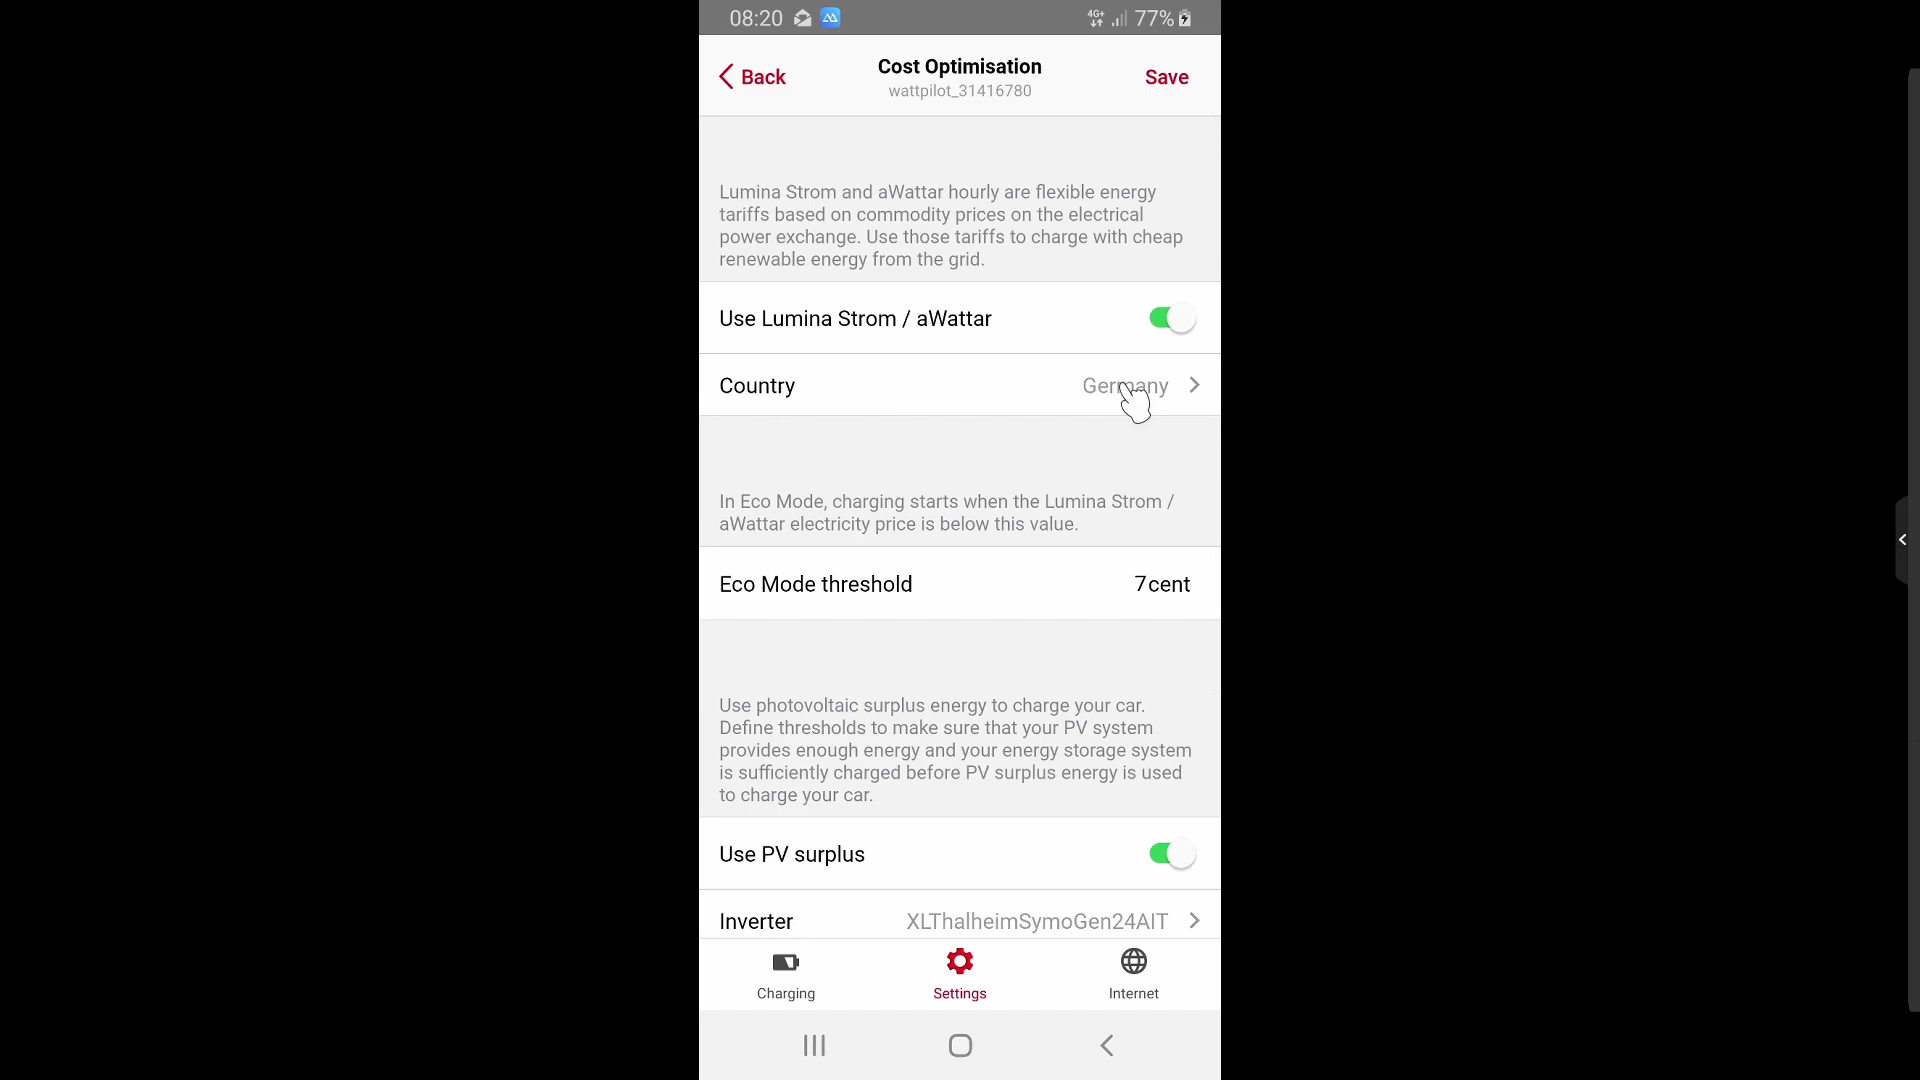 08:20
4G+ 77%
Back
Cost Optimisation
Save
wattpilot_31416780
Lumina Strom and aWattar hourly are flexible energy
tariffs based on commodity prices on the electrical
power exchange. Use those tariffs to charge with cheap
renewable energy from the grid.
Use Lumina Strom / aWattar
Country Germany
In Eco Mode, charging starts when the Lumina Strom /
aWattar electricity price is below this value.
Eco Mode threshold 7 cent
Use photovoltaic surplus energy to charge your car.
Define thresholds to make sure that your PV system
provides enough energy and your energy storage system
is sufficiently charged before PV surplus energy is used
to charge your car.
Use PV surplus
Inverter XLThalheimSymoGen24AIT
Charging Settings Internet